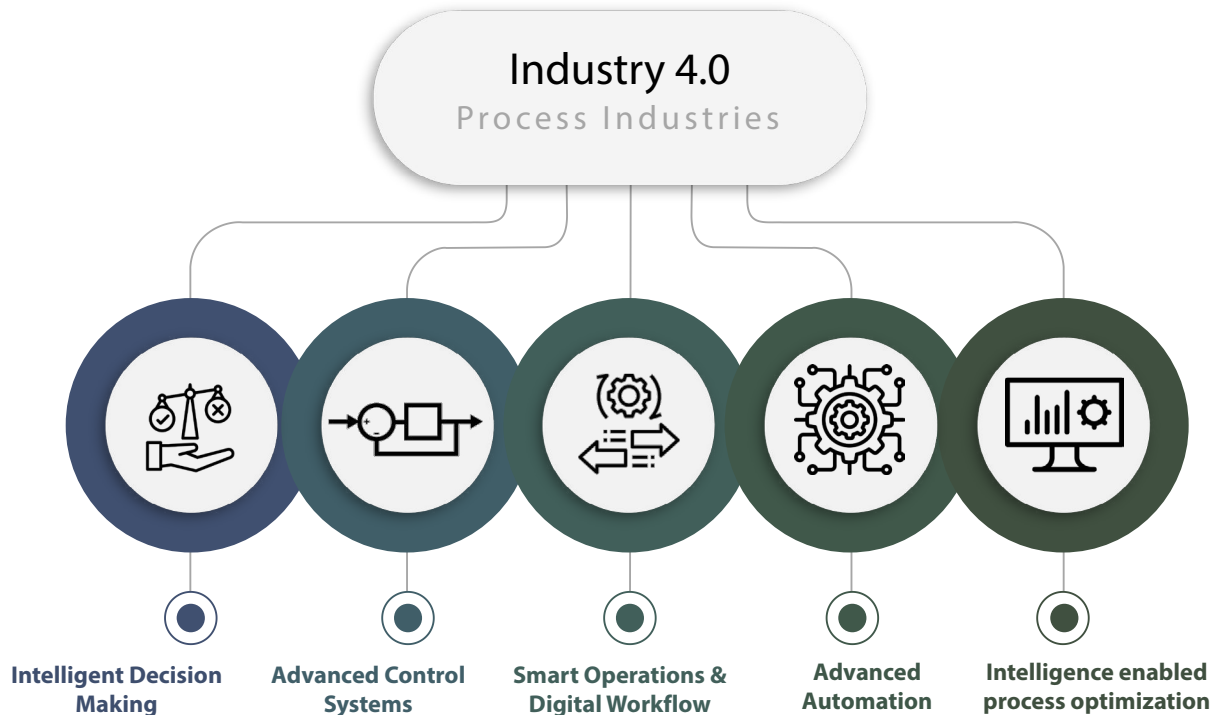 Industry 4.0
Process Industries
Intelligent Decision
Making
Advanced Control
Systems
Smart Operations &
Digital Workflow
Advanced
Automation
Intelligence enabled
process optimization